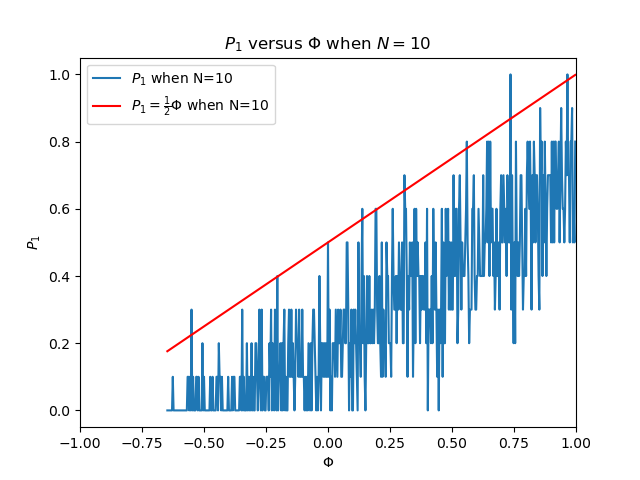 P₁ versus Φ when N = 10
P₁ when N=10
P₁ = ½Φ when N=10
P₁
1.0
0.8
0.6
0.4
0.2
0.0
−1.00 −0.75 −0.50 −0.25 0.00 0.25 0.50 0.75 1.00
Φ